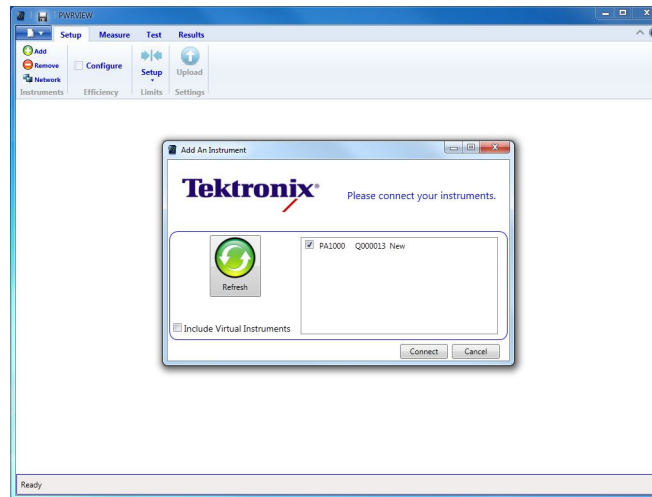 PWRVIEW
Setup Measure Test Results
Add
Remove
Network
Configure
Setup
Upload
Instruments Efficiency Limits Settings
Add An Instrument
Tektronix®
Please connect your instruments.
Refresh
PA1000 Q000013 New
Include Virtual Instruments
Connect Cancel
Ready